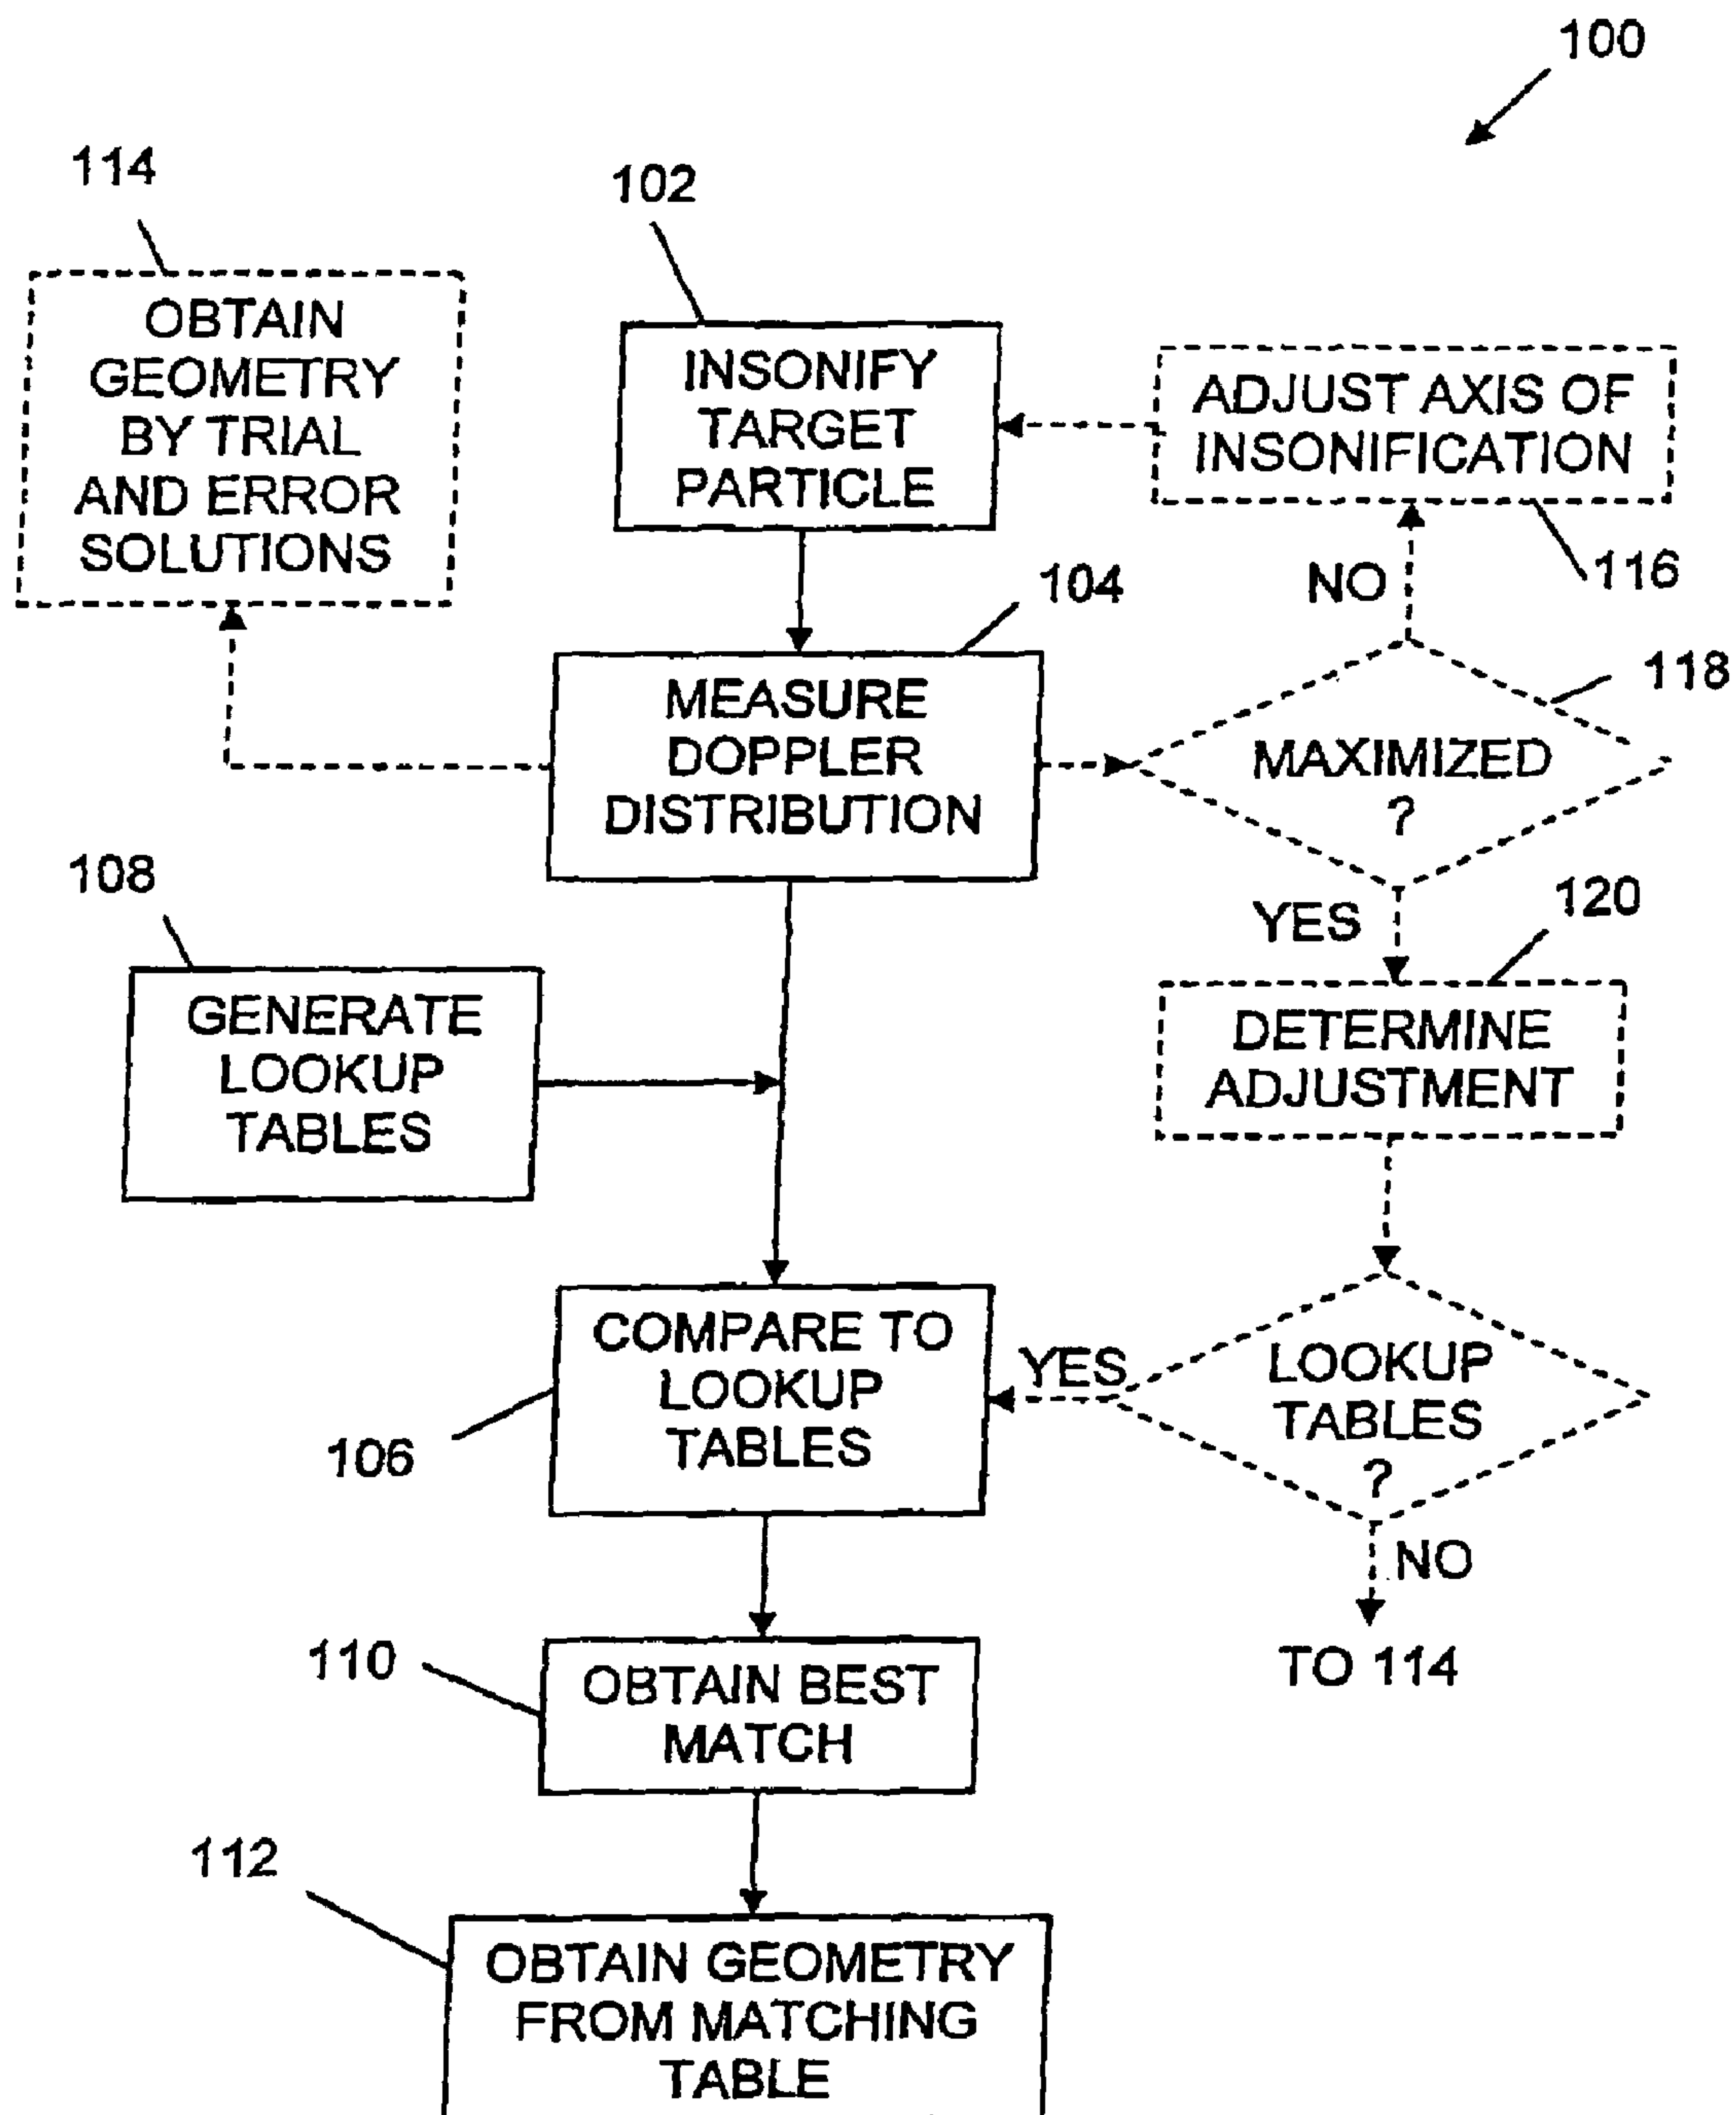 100
114
102
OBTAIN
GEOMETRY
BY TRIAL
AND ERROR
SOLUTIONS
INSONIFY
TARGET
PARTICLE
ADJUST AXIS OF
INSONIFICATION
116
NO
104
MEASURE
DOPPLER
DISTRIBUTION
118
MAXIMIZED
?
YES
120
108
GENERATE
LOOKUP
TABLES
DETERMINE
ADJUSTMENT
COMPARE TO
LOOKUP
TABLES
106
YES
LOOKUP
TABLES
?
NO
TO 114
110
OBTAIN BEST
MATCH
112
OBTAIN GEOMETRY
FROM MATCHING
TABLE